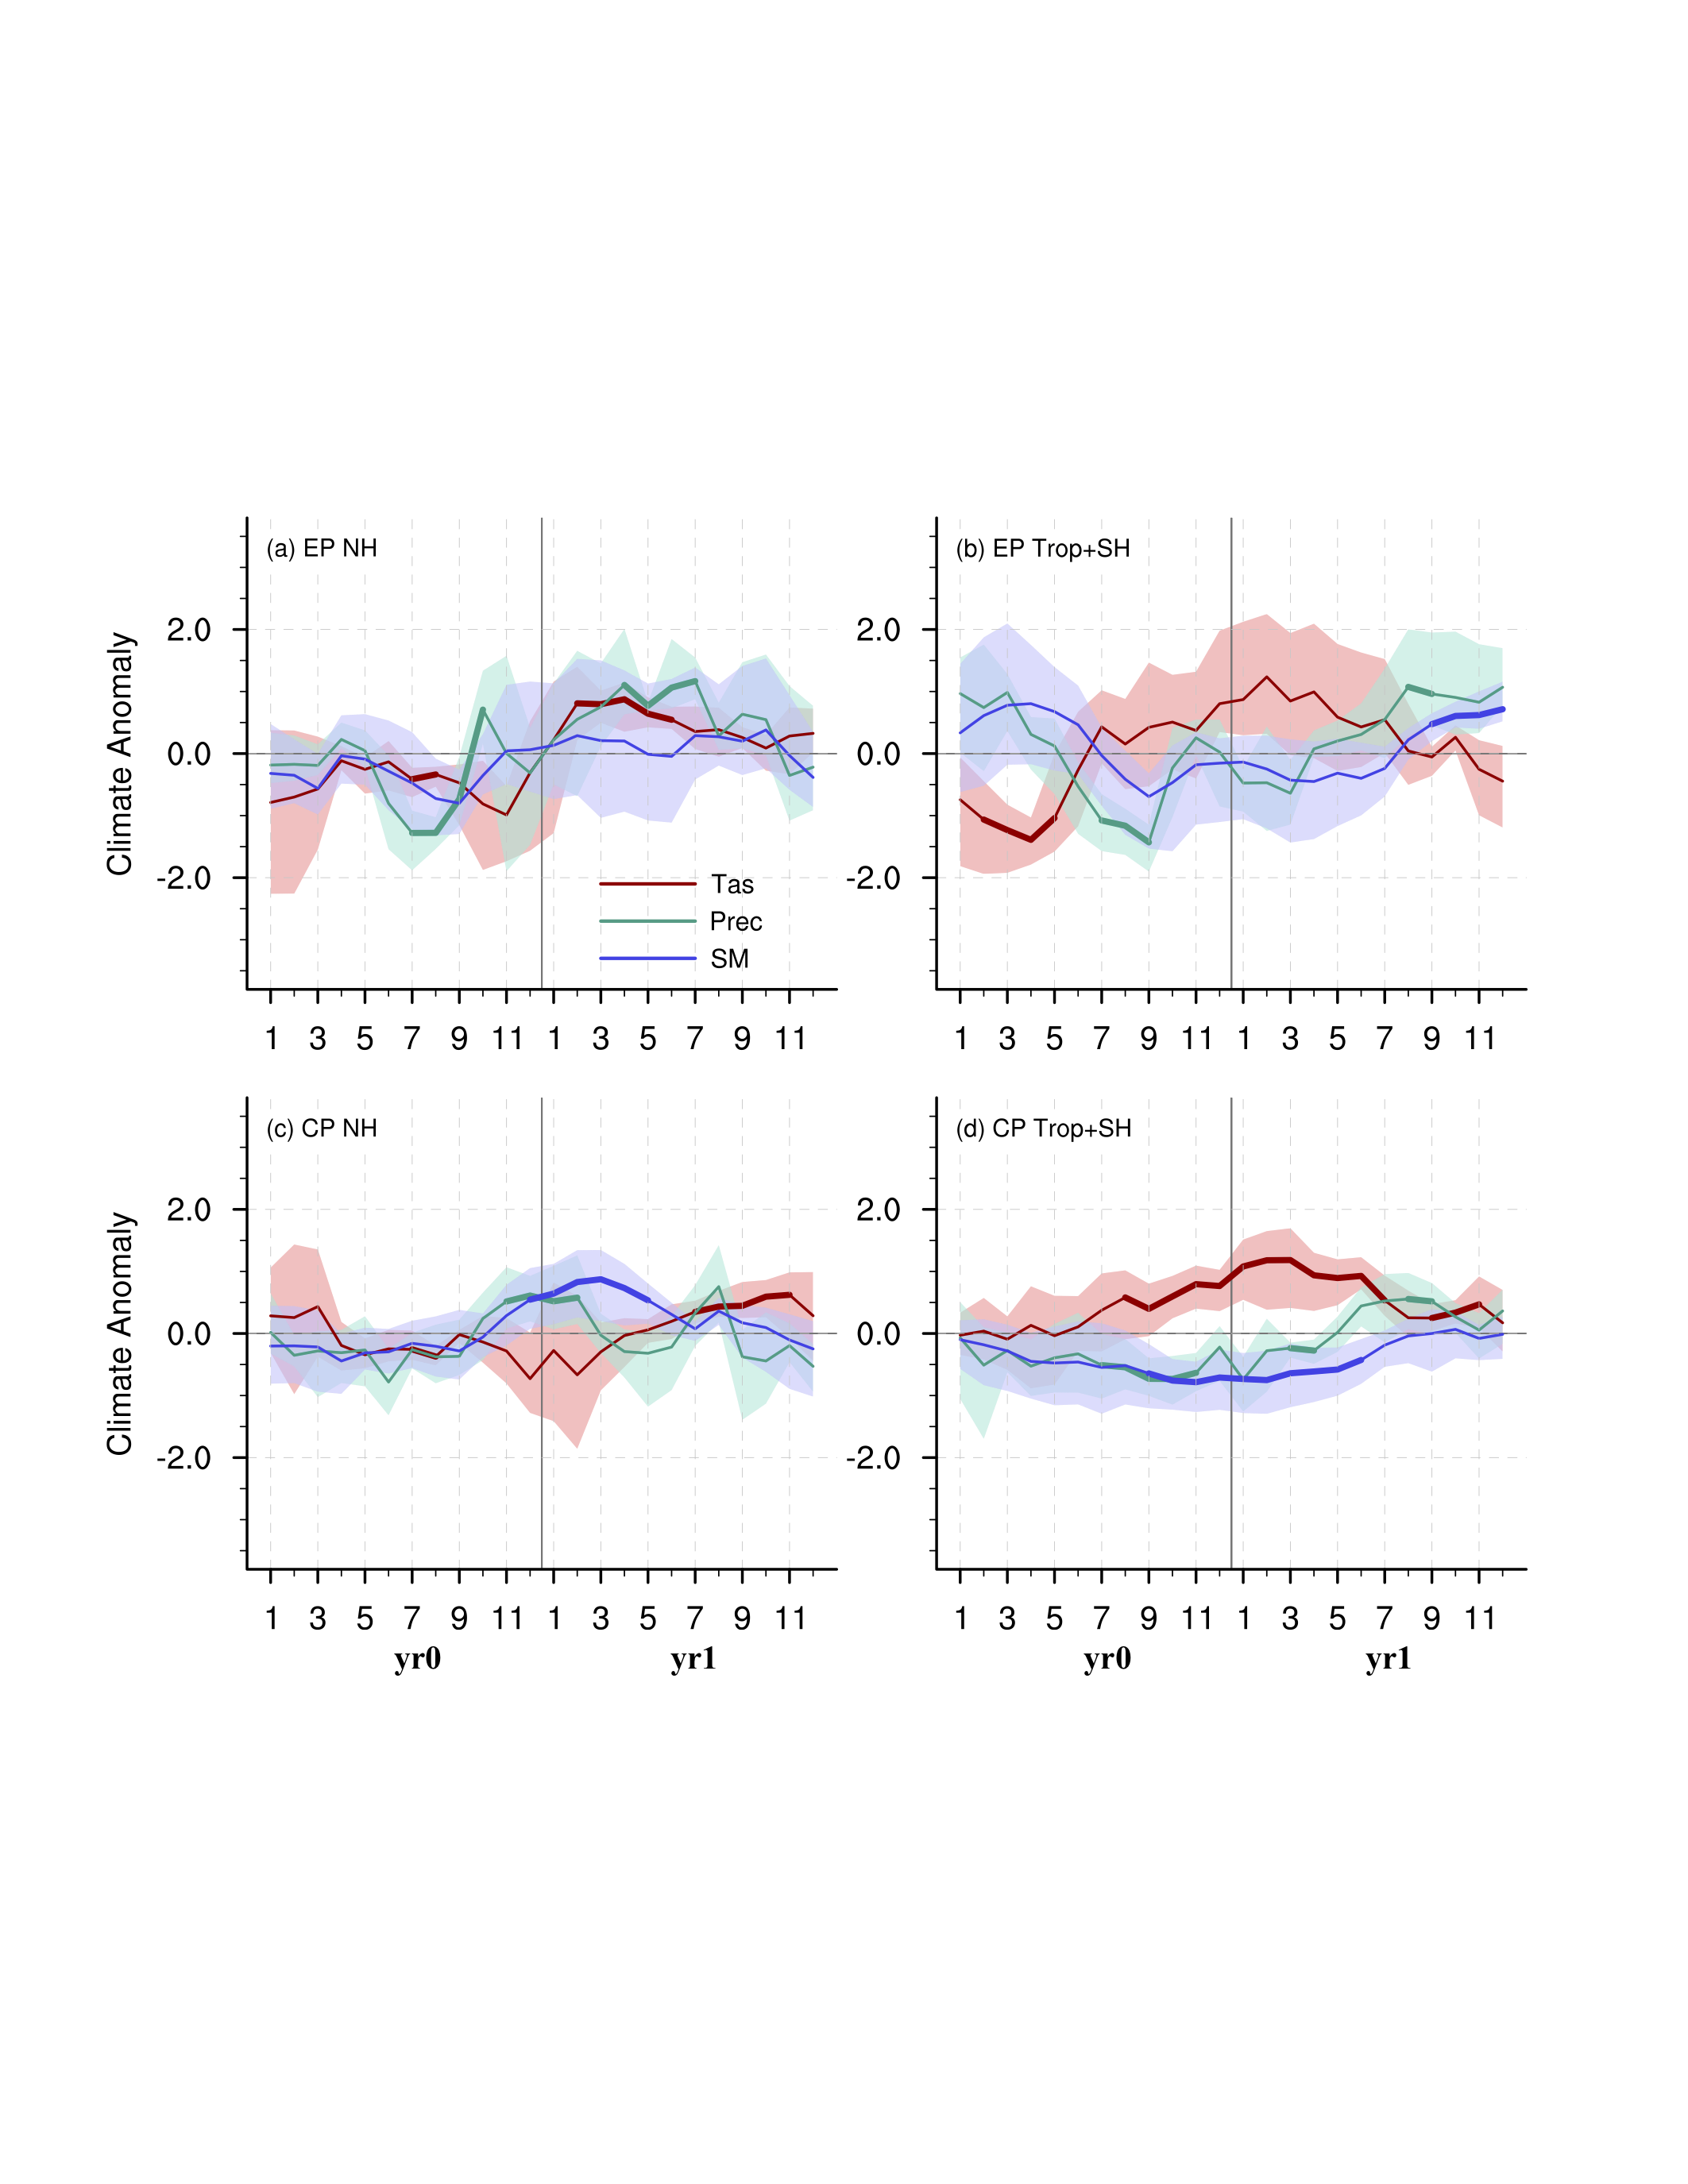 (a) EP NH
(b) EP Trop+SH
Climate Anomaly
2.0
0.0
-2.0
2.0
0.0
-2.0
Tas
Prec
SM
1 3 5 7 9 11 1 3 5 7 9 11
1 3 5 7 9 11 1 3 5 7 9 11
(c) CP NH
(d) CP Trop+SH
Climate Anomaly
2.0
0.0
-2.0
2.0
0.0
-2.0
1 3 5 7 9 11 1 3 5 7 9 11
1 3 5 7 9 11 1 3 5 7 9 11
yr0 yr1
yr0 yr1